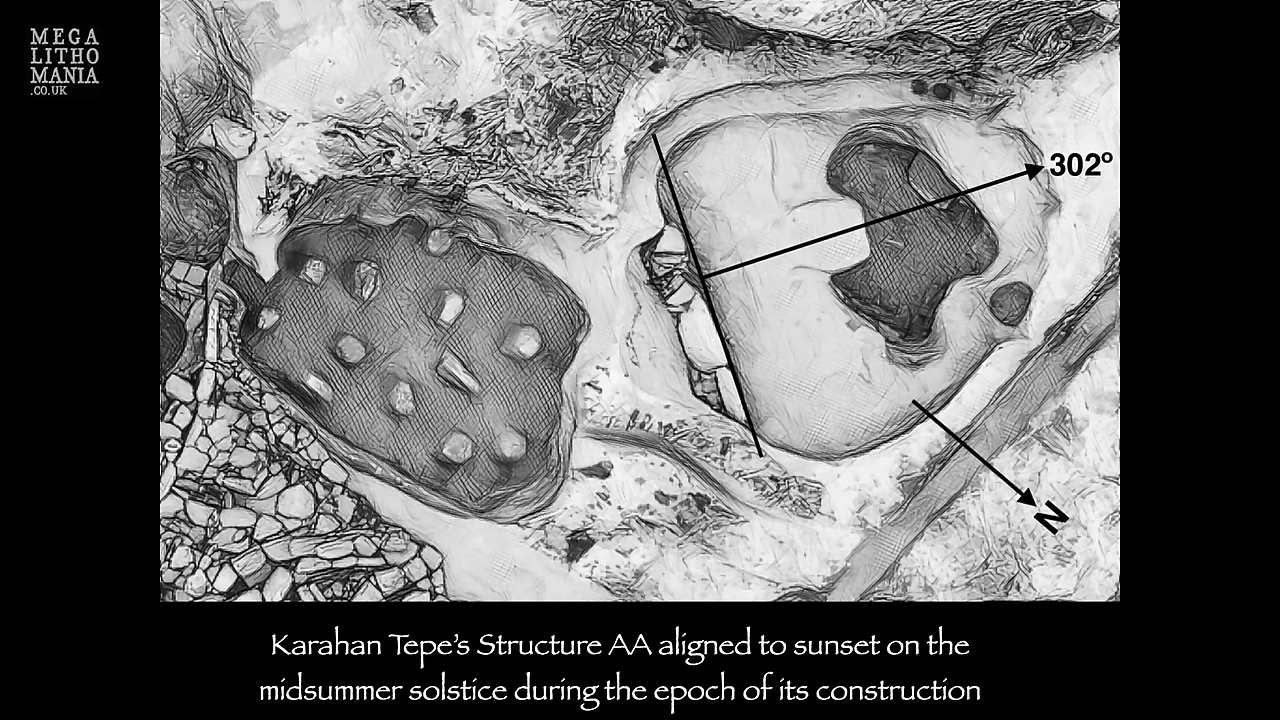 MEGA
LITHO
MANIA
.CO.UK
302º
N
Karahan Tepe's Structure AA aligned to sunset on the
midsummer solstice during the epoch of its construction